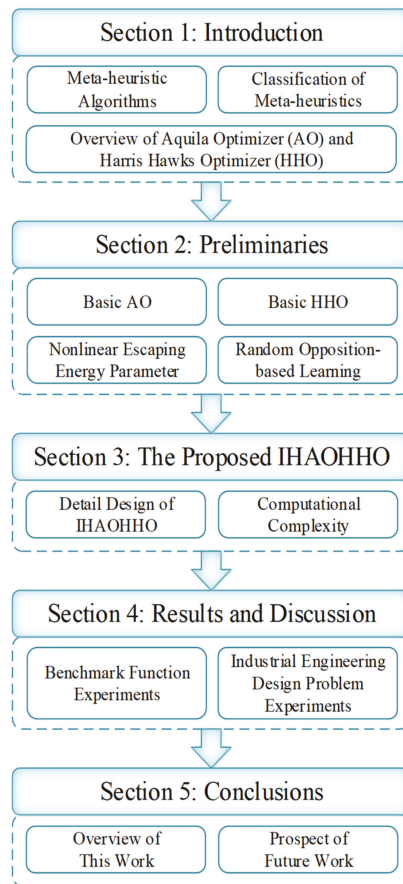 Section 1: Introduction
Meta-heuristic
Algorithms
Classification of
Meta-heuristics
Overview of Aquila Optimizer (AO) and
Harris Hawks Optimizer (HHO)
Section 2: Preliminaries
Basic AO
Basic HHO
Nonlinear Escaping
Energy Parameter
Random Opposition-
based Learning
Section 3: The Proposed IHAOHHO
Detail Design of
IHAOHHO
Computational
Complexity
Section 4: Results and Discussion
Benchmark Function
Experiments
Industrial Engineering
Design Problem
Experiments
Section 5: Conclusions
Overview of
This Work
Prospect of
Future Work